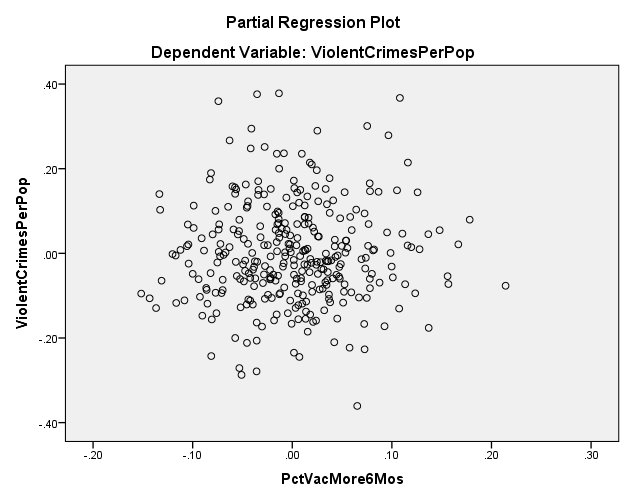 Partial Regression Plot
Dependent Variable: ViolentCrimesPerPop
.40
.20
.00
-.20
-.40
ViolentCrimesPerPop
-.20 -.10 .00 .10 .20 .30
PctVacMore6Mos